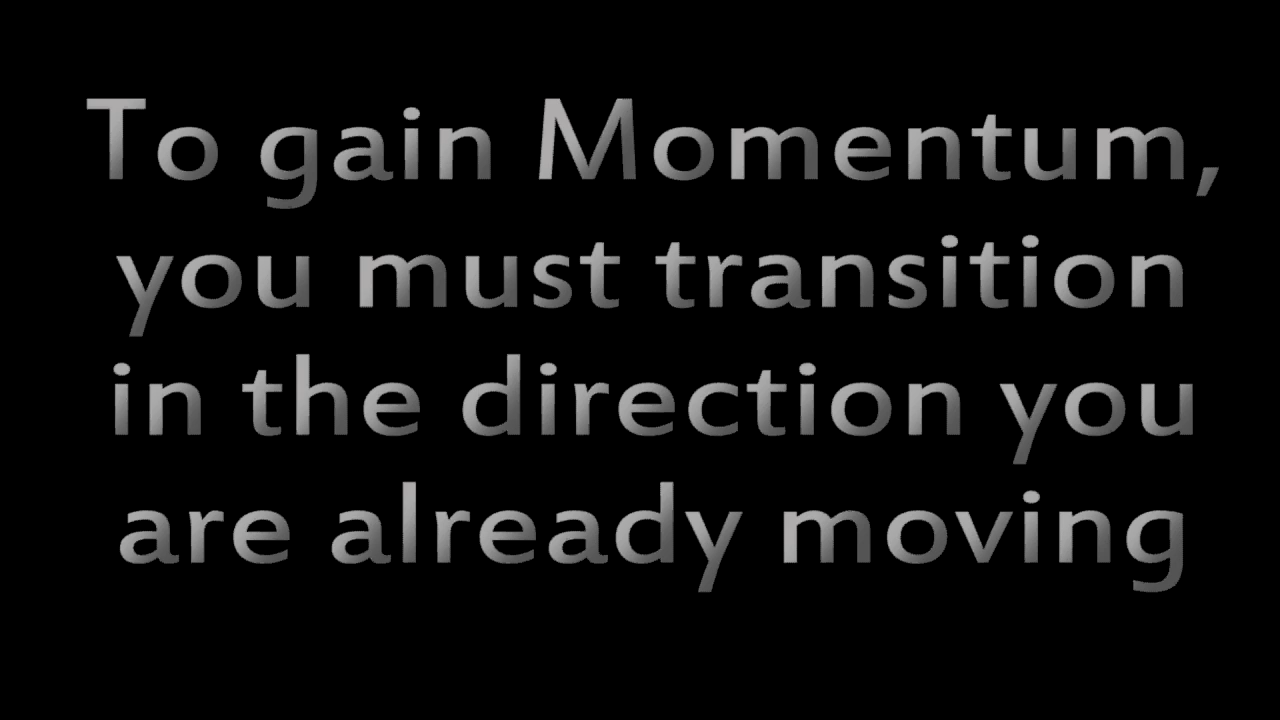 To gain Momentum,
you must transition
in the direction you
are already moving